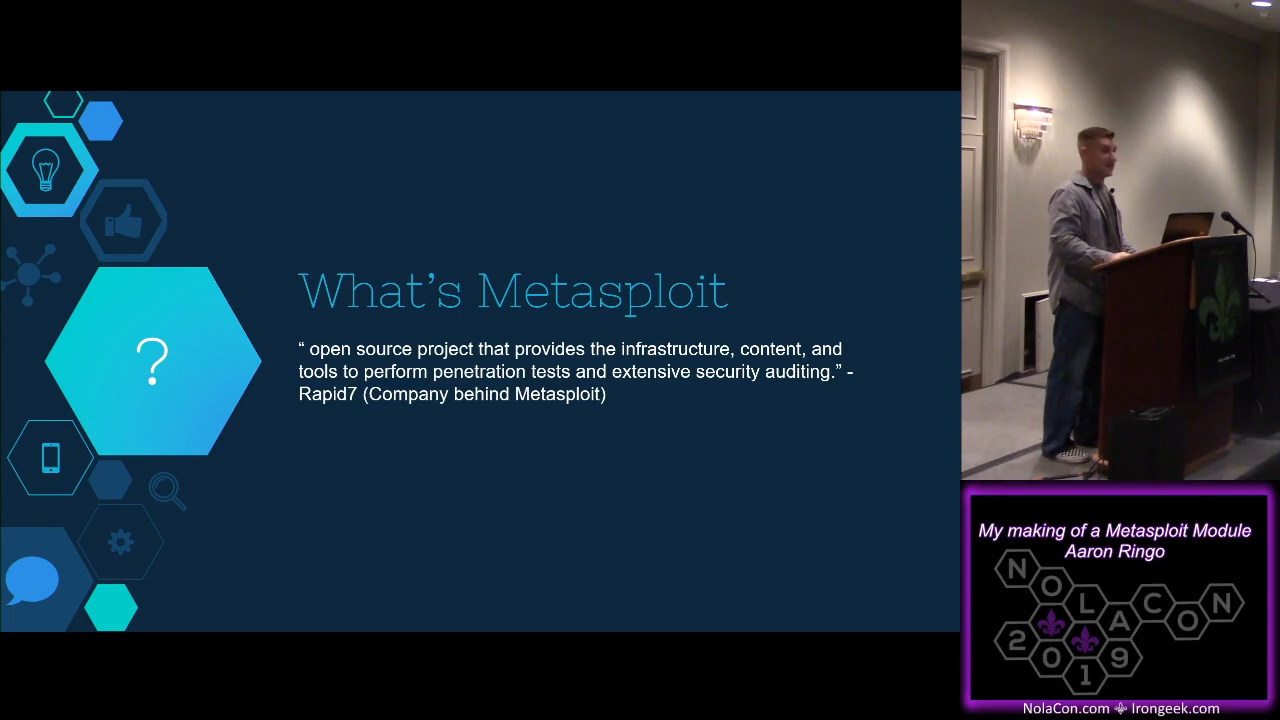 What's Metasploit
?
“ open source project that provides the infrastructure, content, and
tools to perform penetration tests and extensive security auditing.” -
Rapid7 (Company behind Metasploit)
My making of a Metasploit Module
Aaron Ringo
NOLACON
2019
NolaCon.com Irongeek.com